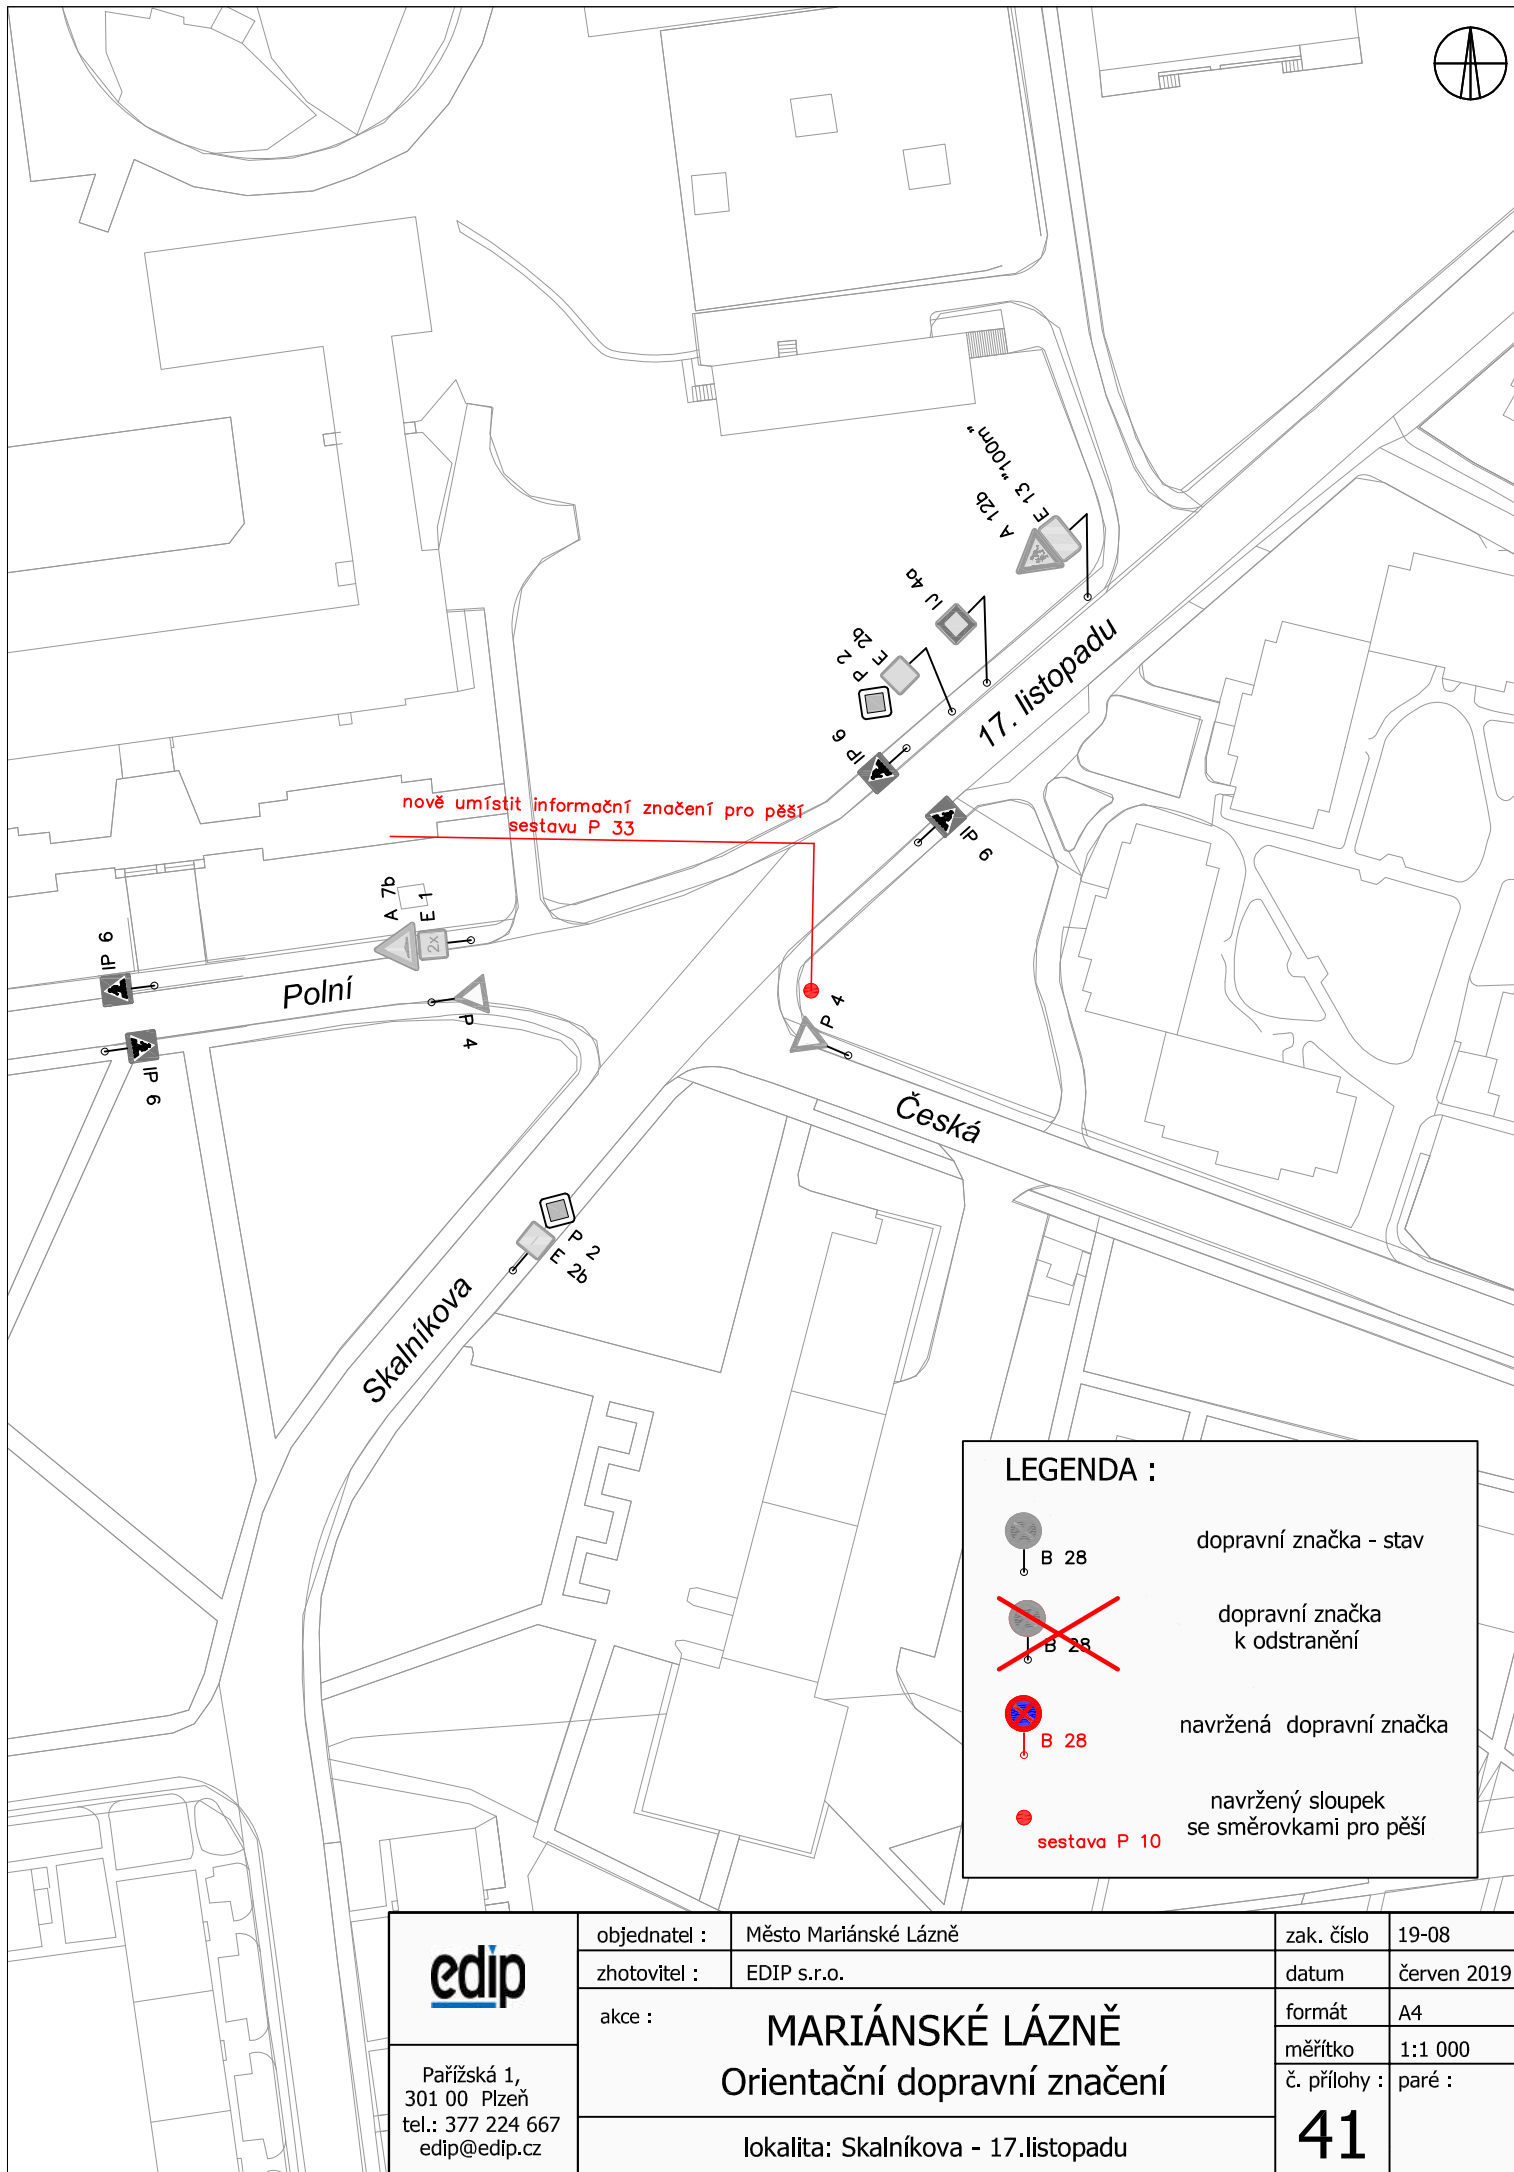 "100m"
E 13
A 12b
IJ 4a
E 2b
P 2
IP 6
17. listopadu
nově umístit informační značení pro pěší
sestavu P 33
IP 6
A 7b
E 1
2x
IP 6
Polní
P 4
P 4
IP 6
Česká
P 2
E 2b
Skalníkova
LEGENDA :
B 28
dopravní značka - stav
B 28
dopravní značka
k odstranění
B 28
navržená dopravní značka
sestava P 10
navržený sloupek
se směrovkami pro pěší
edip
Pařížská 1,
301 00 Plzeň
tel.: 377 224 667
edip@edip.cz
objednatel :
Město Mariánské Lázně
zhotovitel :
EDIP s.r.o.
akce :
MARIÁNSKÉ LÁZNĚ
Orientační dopravní značení
lokalita: Skalníkova - 17.listopadu
zak. číslo
19-08
datum
červen 2019
formát
A4
měřítko
1:1 000
č. přílohy :
paré :
41